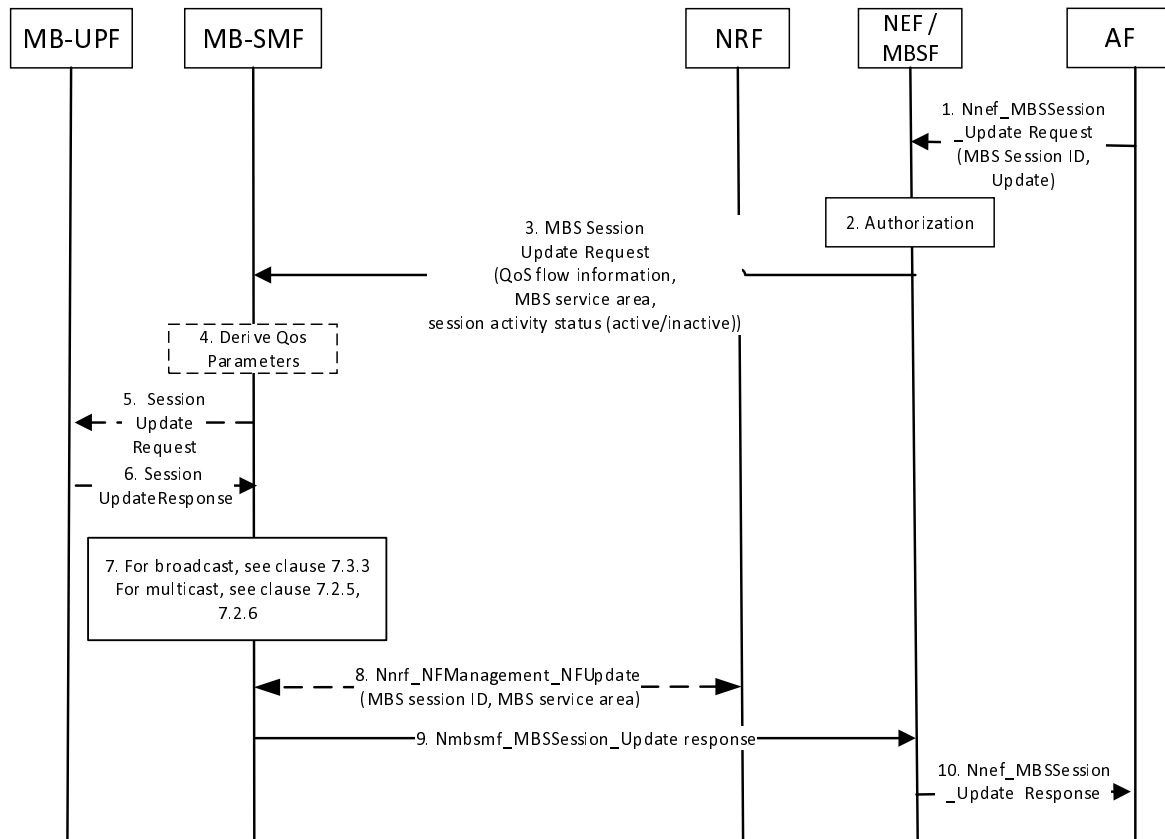 MB-UPF
MB-SMF
NRF
NEF /
MBSF
AF
1. Nnef_MBSSession
_Update Request
(MBS Session ID,
Update)
2. Authorization
3. MBS Session
Update Request
(QoS flow information,
MBS service area,
session activity status (active/inactive))
4. Derive Qos
Parameters
5. Session
Update
Request
6. Session
UpdateResponse
7. For broadcast, see clause 7.3.3
For multicast, see clause 7.2.5,
7.2.6
8. Nnrf_NFManagement_NFUpdate
(MBS session ID, MBS service area)
9. Nmbsmf_MBSSession_Update response
10. Nnef_MBSSession
_Update Response